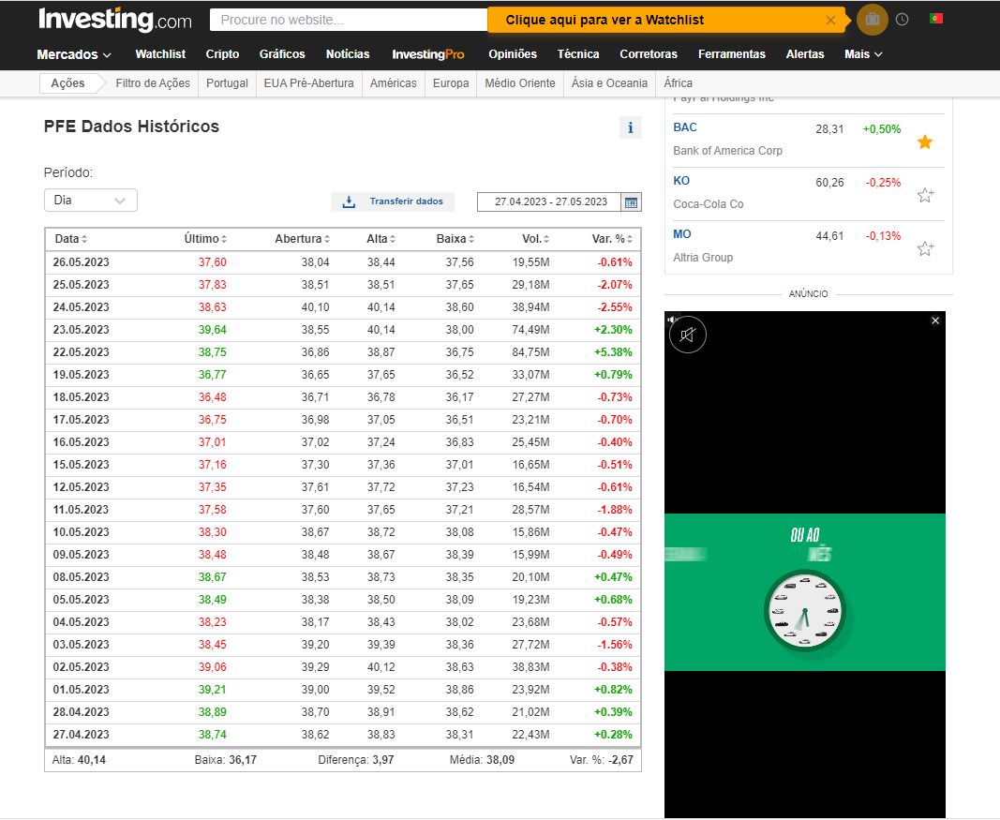 Investing.com
Procure no website...
Clique aqui para ver a Watchlist
Mercados Watchlist Cripto Gráficos Notícias InvestingPro Opiniões Técnica Corretoras Ferramentas Alertas Mais
Ações Filtro de Ações Portugal EUA Pré-Abertura Américas Europa Médio Oriente Ásia e Oceania África
PFE Dados Históricos
Período:
Dia
Transferir dados
27.04.2023 - 27.05.2023
Data Último Abertura Alta Baixa Vol. Var. %
26.05.2023 37,60 38,04 38,44 37,56 19,55M -0.61%
25.05.2023 37,83 38,51 38,51 37,65 29,18M -2.07%
24.05.2023 38,63 40,10 40,14 38,60 38,94M -2.55%
23.05.2023 39,64 38,55 40,14 38,00 74,49M +2.30%
22.05.2023 38,75 36,86 38,87 36,75 84,75M +5.38%
19.05.2023 36,77 36,65 37,65 36,52 33,07M +0.79%
18.05.2023 36,48 36,71 36,78 36,17 27,27M -0.73%
17.05.2023 36,75 36,98 37,05 36,51 23,21M -0.70%
16.05.2023 37,01 37,02 37,24 36,83 25,45M -0.40%
15.05.2023 37,16 37,30 37,36 37,01 16,65M -0.51%
12.05.2023 37,35 37,61 37,72 37,23 16,54M -0.61%
11.05.2023 37,58 37,60 37,65 37,21 28,57M -1.88%
10.05.2023 38,30 38,67 38,72 38,08 15,86M -0.47%
09.05.2023 38,48 38,48 38,67 38,39 15,99M -0.49%
08.05.2023 38,67 38,53 38,73 38,35 20,10M +0.47%
05.05.2023 38,49 38,38 38,50 38,09 19,23M +0.68%
04.05.2023 38,23 38,17 38,43 38,02 23,68M -0.57%
03.05.2023 38,45 39,20 39,39 38,36 27,72M -1.56%
02.05.2023 39,06 39,29 40,12 38,63 38,83M -0.38%
01.05.2023 39,21 39,00 39,52 38,86 23,92M +0.82%
28.04.2023 38,89 38,70 38,91 38,62 21,02M +0.39%
27.04.2023 38,74 38,62 38,83 38,31 22,43M +0.28%
Alta: 40,14 Baixa: 36,17 Diferença: 3,97 Média: 38,09 Var. %: -2,67
PayPal Holdings Inc
BAC 28,31 +0,50%
Bank of America Corp
KO 60,26 -0,25%
Coca-Cola Co
MO 44,61 -0,13%
Altria Group
ANÚNCIO
OU AO
MÊS